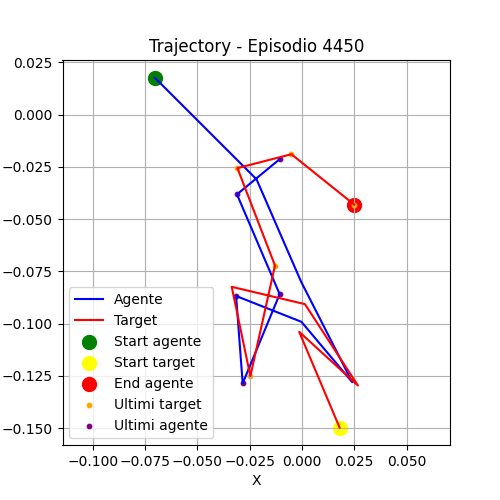 Trajectory - Episodio 4450
0.025
0.000
−0.025
−0.050
−0.075
−0.100
−0.125
−0.150
Agente
Target
Start agente
Start target
End agente
Ultimi target
Ultimi agente
−0.100 −0.075 −0.050 −0.025 0.000 0.025 0.050
X